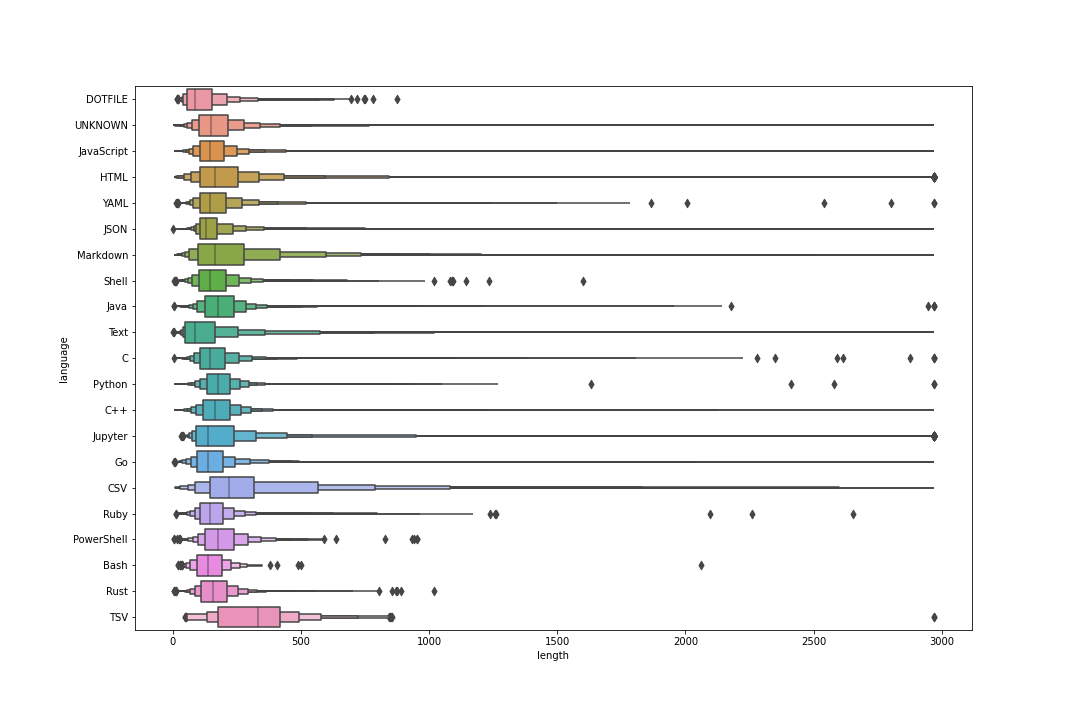 DOTFILE
UNKNOWN
JavaScript
HTML
YAML
JSON
Markdown
Shell
Java
Text
C
Python
C++
Jupyter
Go
CSV
Ruby
PowerShell
Bash
Rust
TSV
language
0 500 1000 1500 2000 2500 3000
length